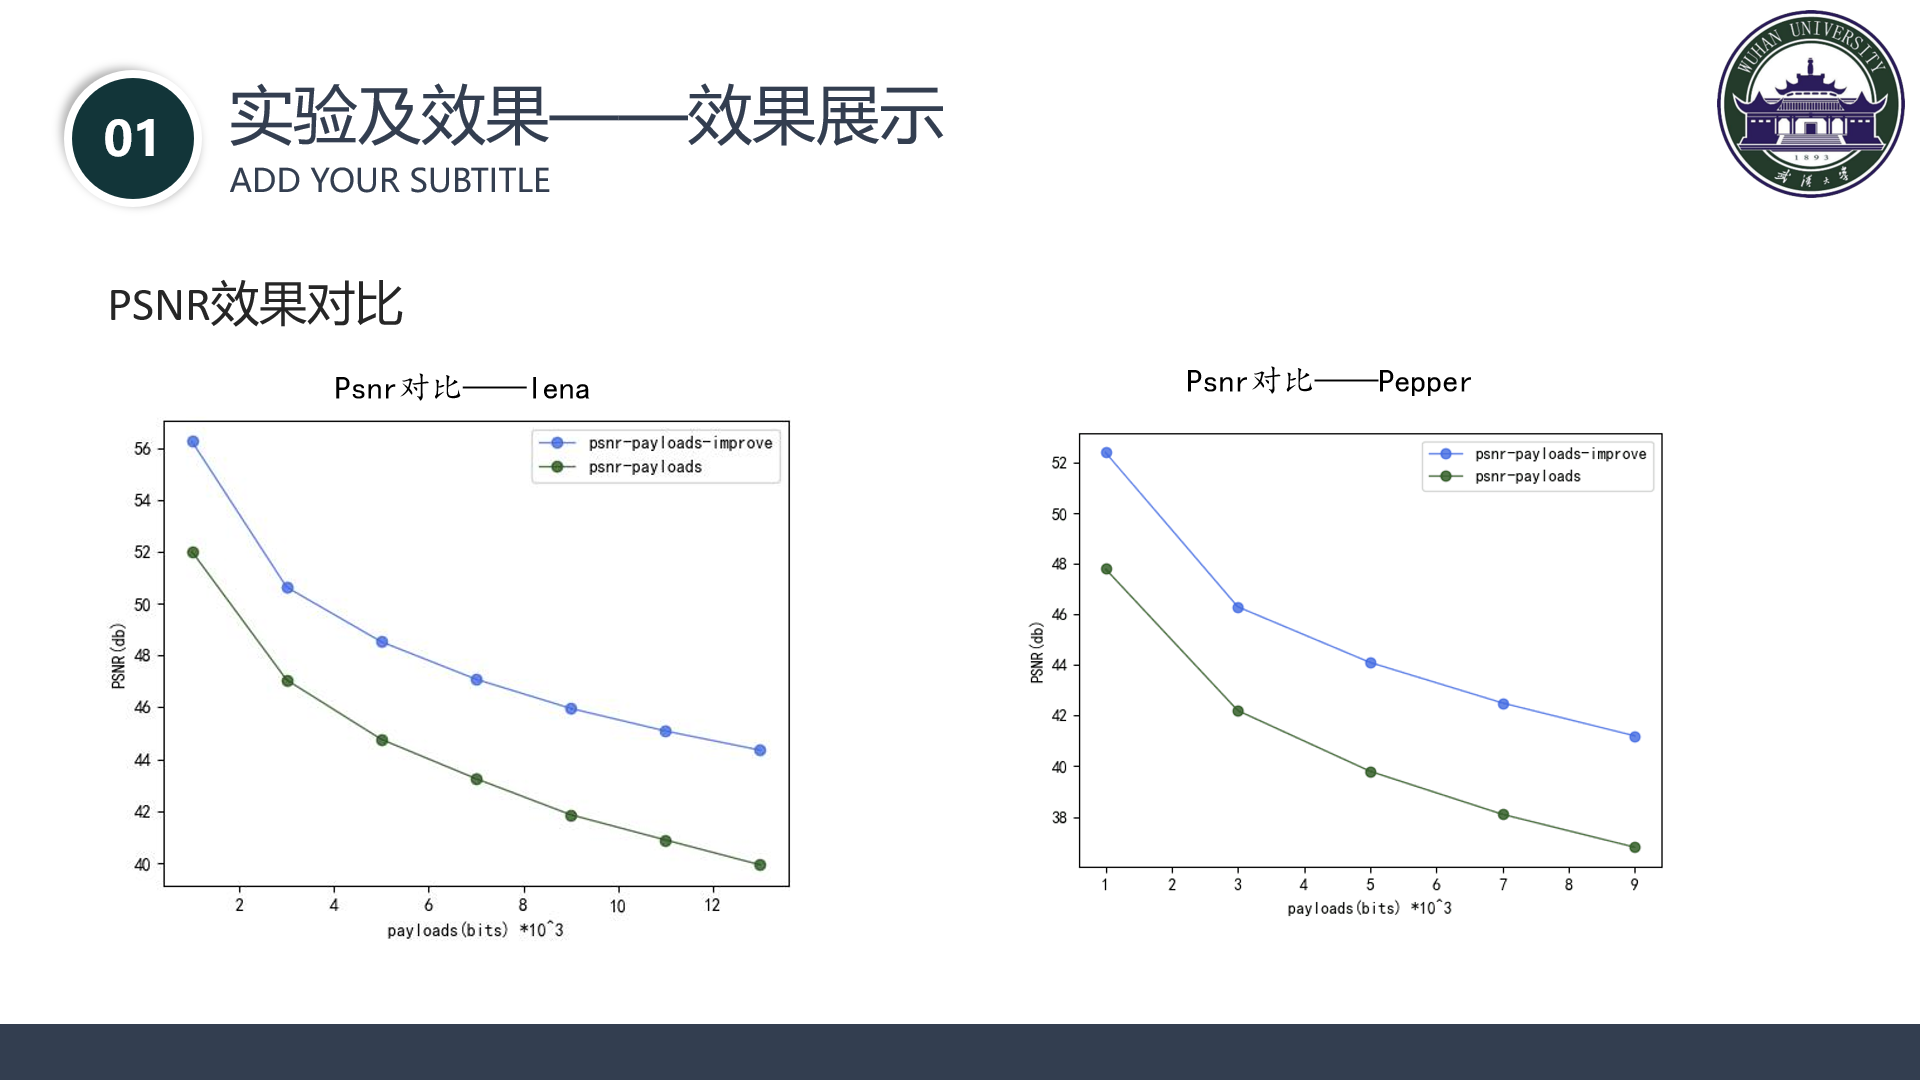 01
实验及效果——效果展示
ADD YOUR SUBTITLE
WUHAN UNIVERSITY
1893
武汉大学
PSNR效果对比
Psnr对比——lena
psnr-payloads-improve
psnr-payloads
56
54
52
50
48
46
44
42
40
PSNR(db)
2 4 6 8 10 12
payloads(bits) *10^3
Psnr对比——Pepper
psnr-payloads-improve
psnr-payloads
52
50
48
46
44
42
40
38
PSNR(db)
1 2 3 4 5 6 7 8 9
payloads(bits) *10^3